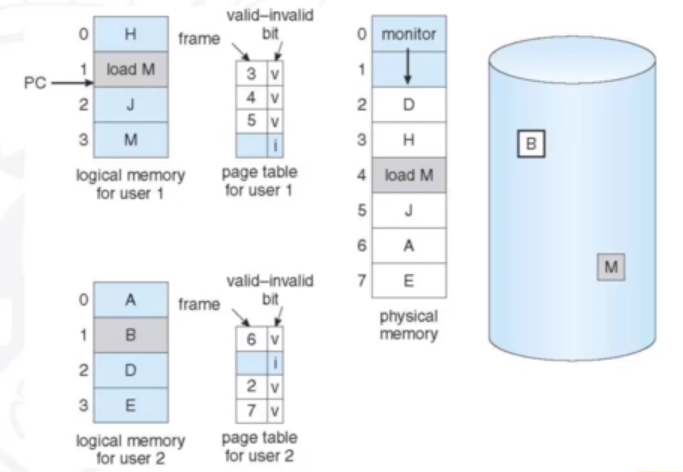 valid–invalid
frame bit
0 H
1 load M
PC
2 J
3 M
3 v
4 v
5 v
i
logical memory
for user 1
page table
for user 1
0 monitor
1
2 D
3 H
4 load M
5 J
6 A
7 E
physical
memory
B
M
valid–invalid
frame bit
0 A
1 B
2 D
3 E
6 v
i
2 v
7 v
logical memory
for user 2
page table
for user 2